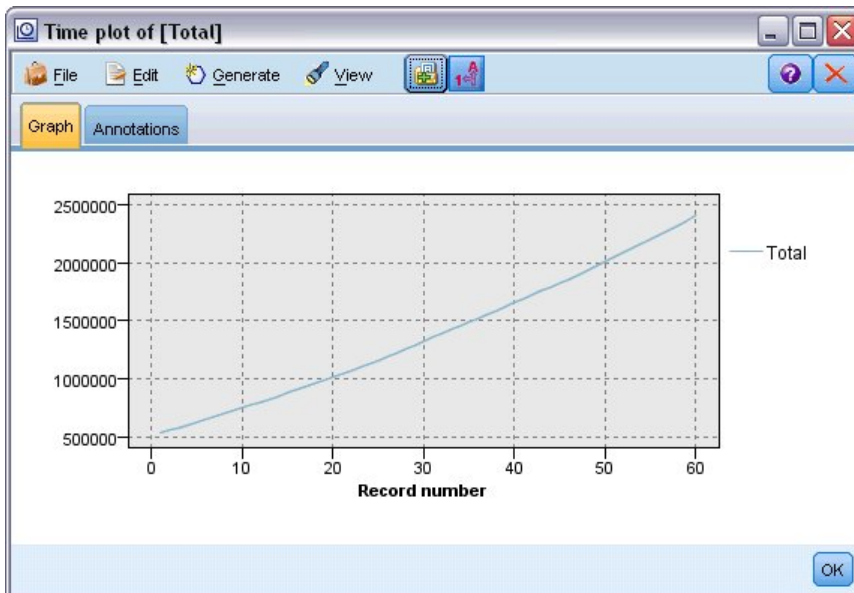 Time plot of [Total]
File Edit Generate View
Graph Annotations
2500000
2000000
1500000
1000000
500000
Total
0 10 20 30 40 50 60
Record number
OK